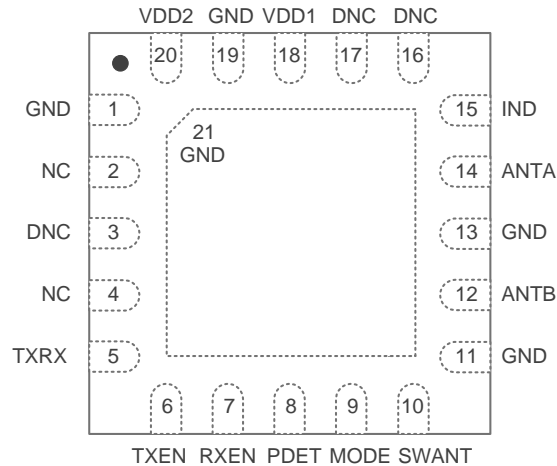 VDD2 GND VDD1 DNC DNC
20 19 18 17 16
GND 1 15 IND
21
GND
NC 2 14 ANTA
DNC 3 13 GND
NC 4 12 ANTB
TXRX 5 11 GND
6 7 8 9 10
TXEN RXEN PDET MODE SWANT